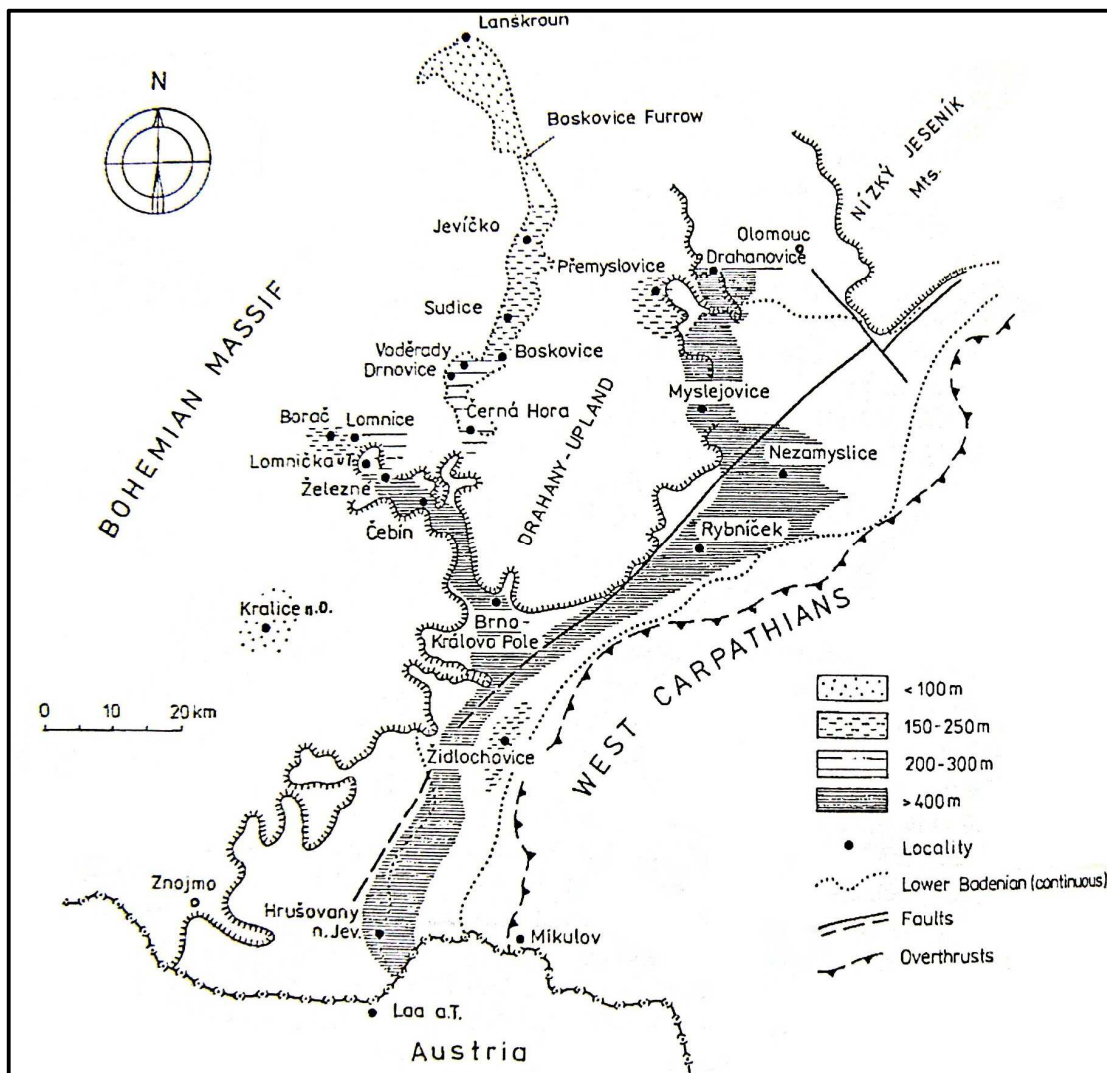 Lanškroun
N
Boskovice Furrow
NÍZKÝ JESENÍK
Mts.
Jevíčko
Olomouc
Drahanovice
Přemyslovice
BOHEMIAN MASSIF
Sudice
Voděrady
Boskovice
Drnovice
Myslejovice
Černá Hora
Borač
Lomnice
DRAHANY-UPLAND
Lomnička u T.
Nezamyslice
Železné
Čebín
Rybníček
Kralice n.O.
Brno-
Královo Pole
WEST CARPATHIANS
0 10 20 km
< 100 m
150-250 m
Židlochovice
200-300 m
> 400 m
Locality
Znojmo
Lower Badenian (continuous)
Hrušovany
n. Jev.
Faults
Mikulov
Overthrusts
Laa a.T.
Austria